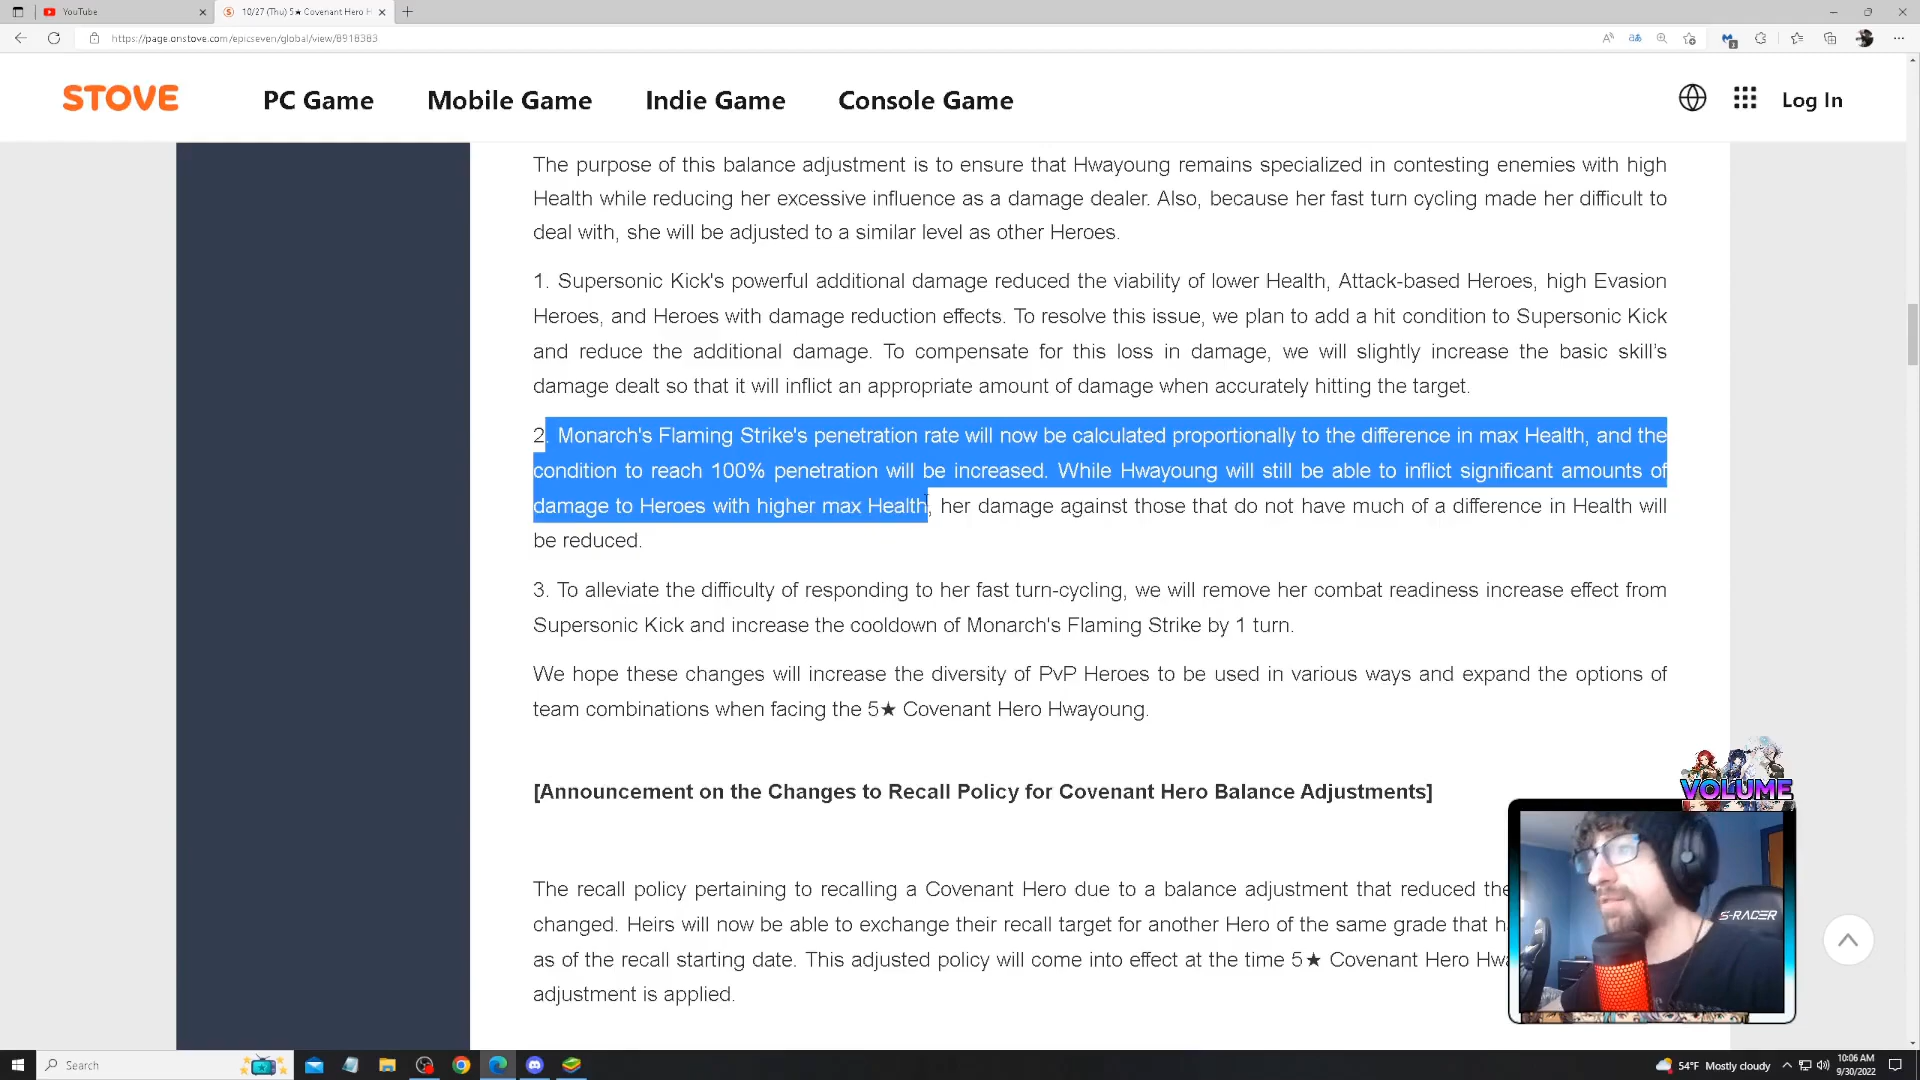 YouTube
10/27 (Thu) 5★ Covenant Hero H
https://page.onstove.com/epicseven/global/view/8918383
STOVE PC Game Mobile Game Indie Game Console Game Log In
The purpose of this balance adjustment is to ensure that Hwayoung remains specialized in contesting enemies with high
Health while reducing her excessive influence as a damage dealer. Also, because her fast turn cycling made her difficult to
deal with, she will be adjusted to a similar level as other Heroes.
1. Supersonic Kick's powerful additional damage reduced the viability of lower Health, Attack-based Heroes, high Evasion
Heroes, and Heroes with damage reduction effects. To resolve this issue, we plan to add a hit condition to Supersonic Kick
and reduce the additional damage. To compensate for this loss in damage, we will slightly increase the basic skill's
damage dealt so that it will inflict an appropriate amount of damage when accurately hitting the target.
2. Monarch's Flaming Strike's penetration rate will now be calculated proportionally to the difference in max Health, and the
condition to reach 100% penetration will be increased. While Hwayoung will still be able to inflict significant amounts of
damage to Heroes with higher max Health, her damage against those that do not have much of a difference in Health will
be reduced.
3. To alleviate the difficulty of responding to her fast turn-cycling, we will remove her combat readiness increase effect from
Supersonic Kick and increase the cooldown of Monarch's Flaming Strike by 1 turn.
We hope these changes will increase the diversity of PvP Heroes to be used in various ways and expand the options of
team combinations when facing the 5★ Covenant Hero Hwayoung.
[Announcement on the Changes to Recall Policy for Covenant Hero Balance Adjustments]
VOLUME
The recall policy pertaining to recalling a Covenant Hero due to a balance adjustment that reduced the
changed. Heirs will now be able to exchange their recall target for another Hero of the same grade that h
as of the recall starting date. This adjusted policy will come into effect at the time 5★ Covenant Hero Hwa
adjustment is applied.
S-RACER
Search
54°F Mostly cloudy
10:06 AM
9/30/2022